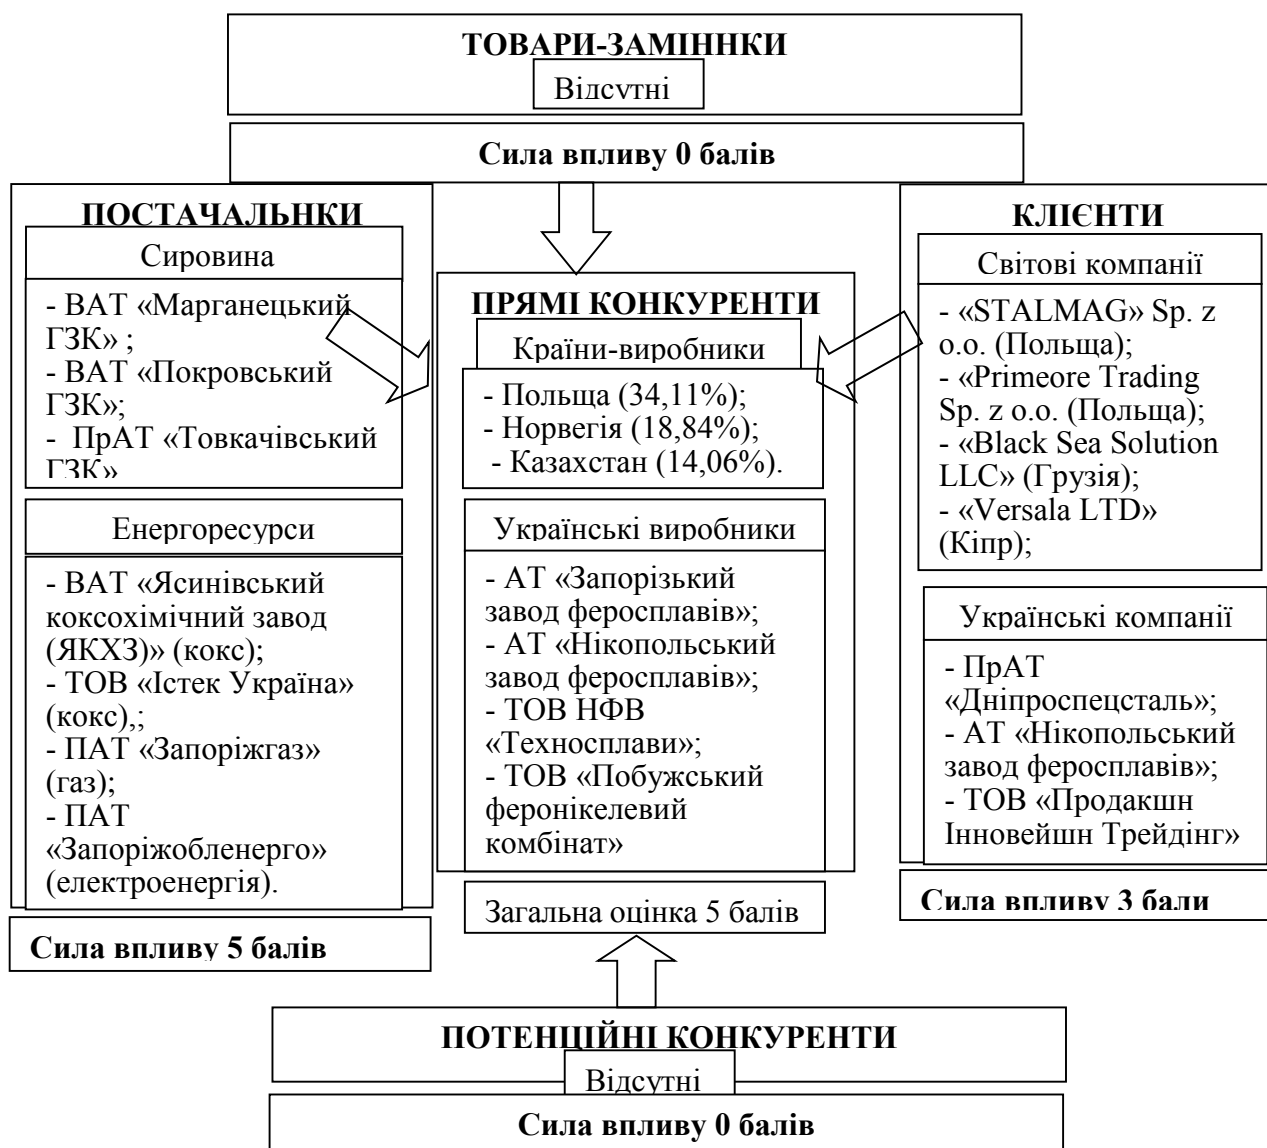 ТОВАРИ-ЗАМІННКИ
Відсутні
Сила впливу 0 балів
ПОСТАЧАЛЬНКИ
Сировина
- ВАТ «Марганецький
ГЗК» ;
- ВАТ «Покровський
ГЗК»;
- ПрАТ «Товкачівський
ГЗК»
Енергоресурси
- ВАТ «Ясинівський
коксохімічний завод
(ЯКХЗ)» (кокс);
- ТОВ «Істек Україна»
(кокс),;
- ПАТ «Запоріжгаз»
(газ);
- ПАТ
«Запоріжобленерго»
(електроенергія).
Сила впливу 5 балів
ПРЯМІ КОНКУРЕНТИ
Країни-виробники
- Польща (34,11%);
- Норвегія (18,84%);
- Казахстан (14,06%).
Українські виробники
- АТ «Запорізький
завод феросплавів»;
- АТ «Нікопольський
завод феросплавів»;
- ТОВ НФВ
«Техносплави»;
- ТОВ «Побужський
феронікелевий
комбінат»
Загальна оцінка 5 балів
КЛІЄНТИ
Світові компанії
- «STALMAG» Sp. z
o.o. (Польща);
- «Primeore Trading
Sp. z o.o. (Польща);
- «Black Sea Solution
LLC» (Грузія);
- «Versala LTD»
(Кіпр);
Українські компанії
- ПрАТ
«Дніпроспецсталь»;
- АТ «Нікопольський
завод феросплавів»;
- ТОВ «Продакшн
Інновейшн Трейдінг»
Сила впливу 3 бали
ПОТЕНЦІЙНІ КОНКУРЕНТИ
Відсутні
Сила впливу 0 балів